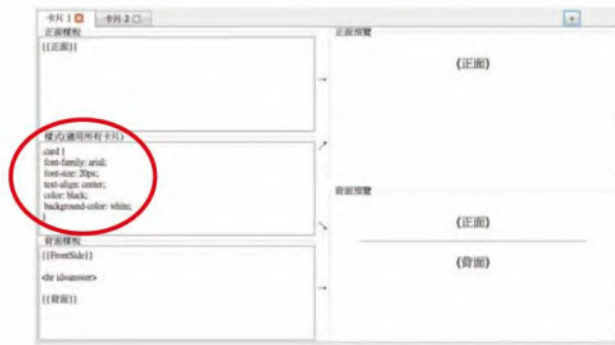 卡片 1
卡片 2
+
正面樣板
{{正面}}
樣式(適用所有卡片)
.card {
font-family: arial;
font-size: 20px;
text-align: center;
color: black;
background-color: white;
}
背面樣板
{{FrontSide}}
<hr id=answer>
{{背面}}
正面預覽
(正面)
背面預覽
(正面)
(背面)